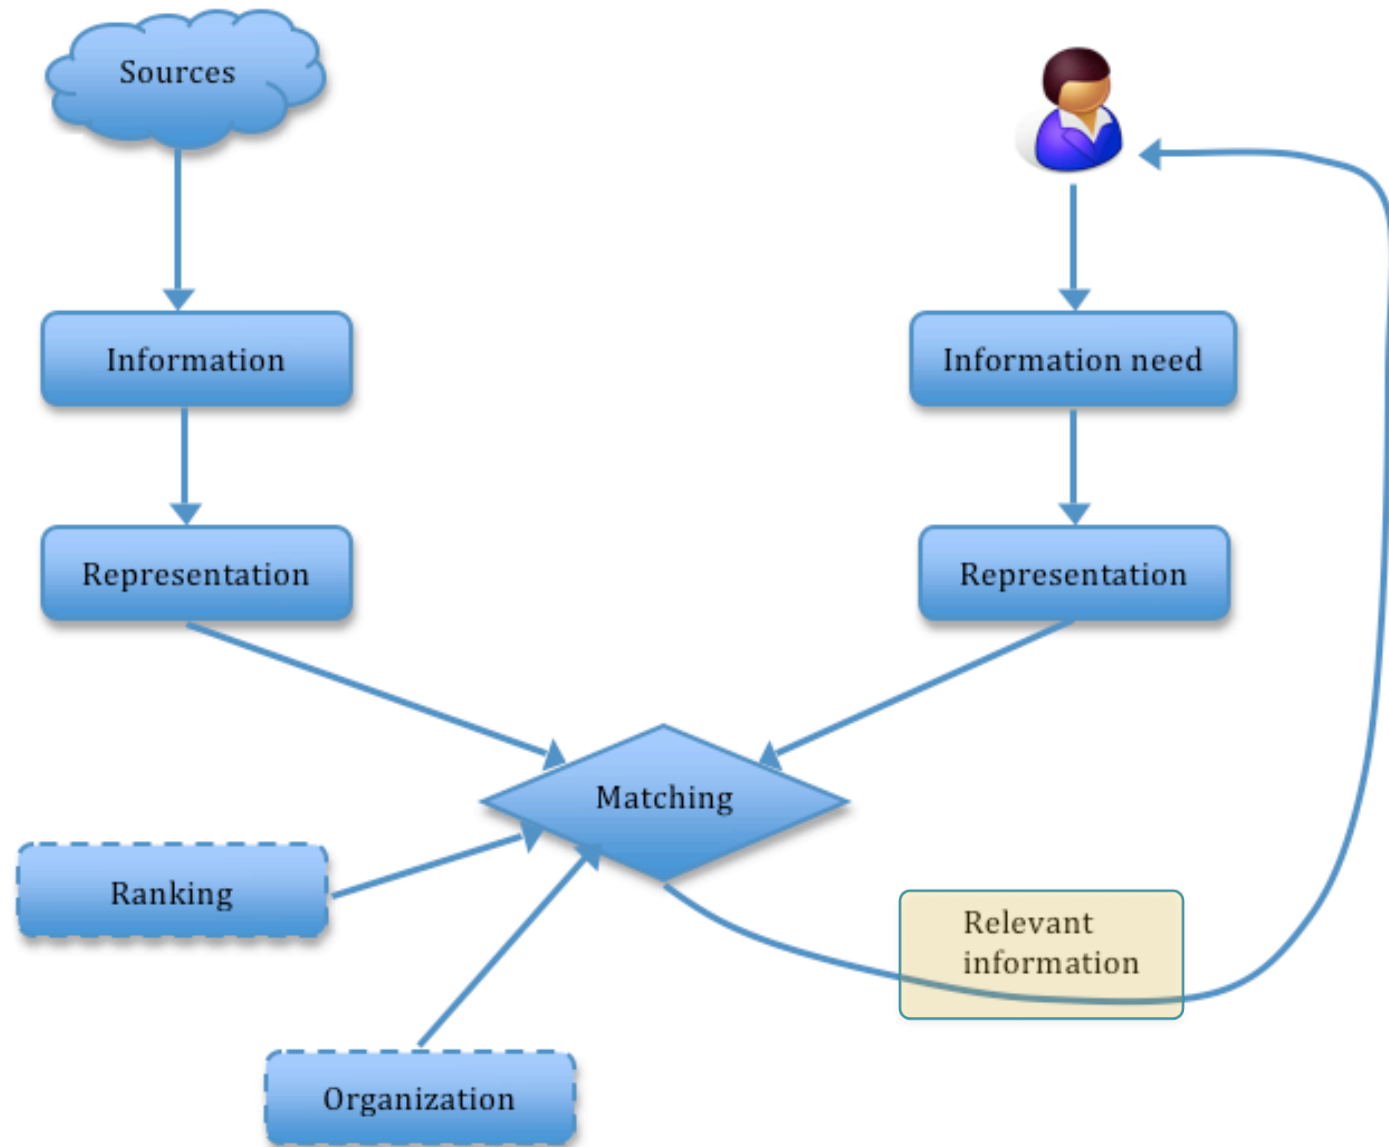 Sources
Information
Information need
Representation
Representation
Matching
Ranking
Relevant
information
Organization